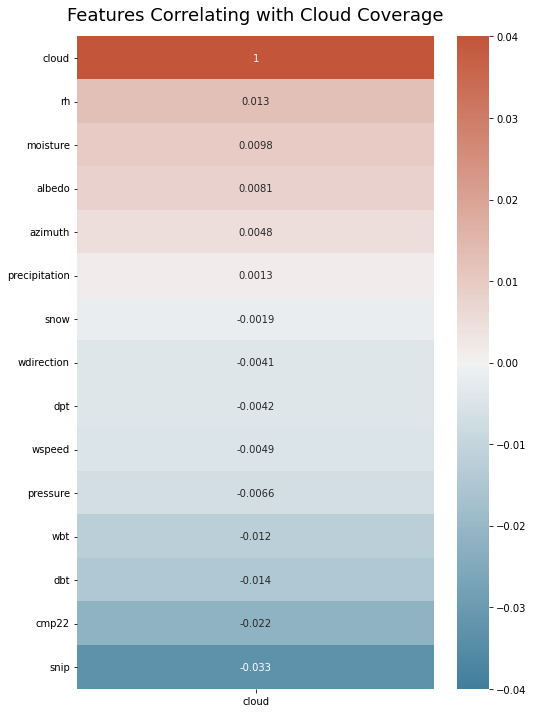 Features Correlating with Cloud Coverage
cloud 1
rh 0.013
moisture 0.0098
albedo 0.0081
azimuth 0.0048
precipitation 0.0013
snow -0.0019
wdirection -0.0041
dpt -0.0042
wspeed -0.0049
pressure -0.0066
wbt -0.012
dbt -0.014
cmp22 -0.022
snip -0.033
cloud
0.04
0.03
0.02
0.01
0.00
−0.01
−0.02
−0.03
−0.04